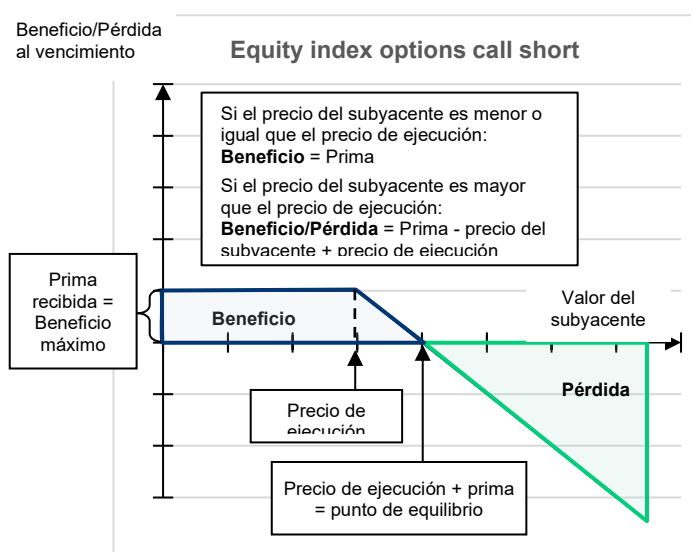 Beneficio/Pérdida
al vencimiento
Equity index options call short
Si el precio del subyacente es menor o
igual que el precio de ejecución:
Beneficio = Prima
Si el precio del subyacente es mayor
que el precio de ejecución:
Beneficio/Pérdida = Prima - precio del
subyacente + precio de ejecución
Prima
recibida =
Beneficio
máximo
Beneficio
Valor del
subyacente
Pérdida
Precio de
ejecución
Precio de ejecución + prima
= punto de equilibrio